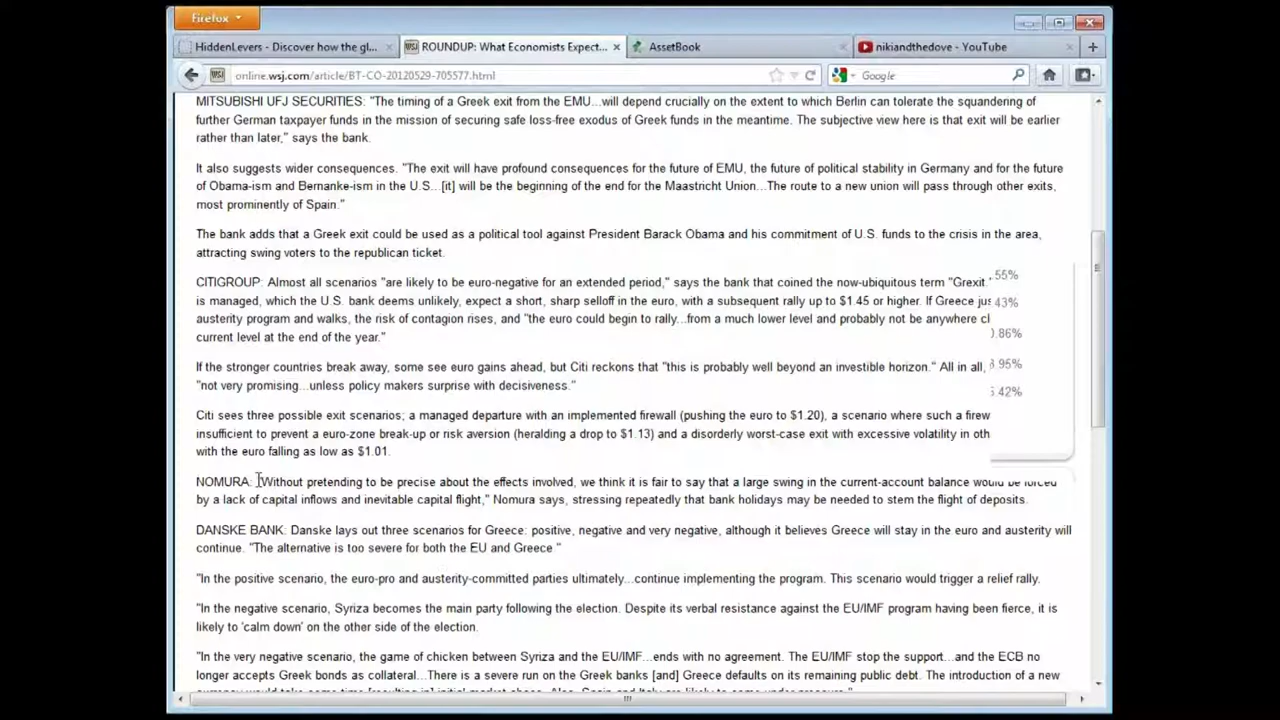 Firefox
HiddenLevers - Discover how the gl...
ROUNDUP: What Economists Expect...
AssetBook
nikiandthedove - YouTube
online.wsj.com/article/BT-CO-20120529-705577.html
Google
MITSUBISHI UFJ SECURITIES: "The timing of a Greek exit from the EMU...will depend crucially on the extent to which Berlin can tolerate the squandering of
further German taxpayer funds in the mission of securing safe loss-free exodus of Greek funds in the meantime. The subjective view here is that exit will be earlier
rather than later," says the bank.
It also suggests wider consequences. "The exit will have profound consequences for the future of EMU, the future of political stability in Germany and for the future
of Obama-ism and Bernanke-ism in the U.S...[it] will be the beginning of the end for the Maastricht Union...The route to a new union will pass through other exits,
most prominently of Spain."
The bank adds that a Greek exit could be used as a political tool against President Barack Obama and his commitment of U.S. funds to the crisis in the area,
attracting swing voters to the republican ticket.
CITIGROUP: Almost all scenarios "are likely to be euro-negative for an extended period," says the bank that coined the now-ubiquitous term "Grexit."
is managed, which the U.S. bank deems unlikely, expect a short, sharp selloff in the euro, with a subsequent rally up to $1.45 or higher. If Greece
austerity program and walks, the risk of contagion rises, and "the euro could begin to rally...from a much lower level and probably not be anywhere
current level at the end of the year."
If the stronger countries break away, some see euro gains ahead, but Citi reckons that "this is probably well beyond an investible horizon." All in all,
"not very promising...unless policy makers surprise with decisiveness."
Citi sees three possible exit scenarios; a managed departure with an implemented firewall (pushing the euro to $1.20), a scenario where such a
insufficient to prevent a euro-zone break-up or risk aversion (heralding a drop to $1.13) and a disorderly worst-case exit with excessive volatility in
with the euro falling as low as $1.01.
55%
43%
0.86%
3.95%
5.42%
NOMURA: "Without pretending to be precise about the effects involved, we think it is fair to say that a large swing in the current-account balance would be forced
by a lack of capital inflows and inevitable capital flight," Nomura says, stressing repeatedly that bank holidays may be needed to stem the flight of deposits.
DANSKE BANK: Danske lays out three scenarios for Greece: positive, negative and very negative, although it believes Greece will stay in the euro and austerity will
continue. "The alternative is too severe for both the EU and Greece."
"In the positive scenario, the euro-pro and austerity-committed parties ultimately...continue implementing the program. This scenario would trigger a relief rally.
"In the negative scenario, Syriza becomes the main party following the election. Despite its verbal resistance against the EU/IMF program having been fierce, it is
likely to 'calm down' on the other side of the election.
"In the very negative scenario, the game of chicken between Syriza and the EU/IMF...ends with no agreement. The EU/IMF stop the support...and the ECB no
longer accepts Greek bonds as collateral...There is a severe run on the Greek banks [and] Greece defaults on its remaining public debt. The introduction of a new